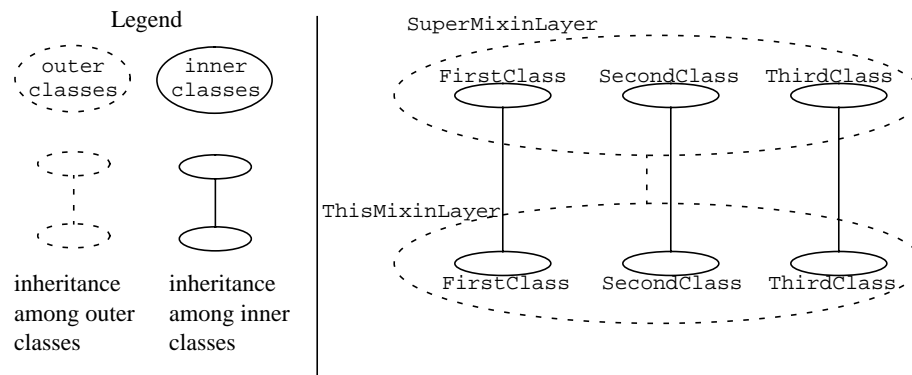 Legend
outer
classes
inner
classes
inheritance
among outer
classes
inheritance
among inner
classes
SuperMixinLayer
FirstClass SecondClass ThirdClass
ThisMixinLayer
FirstClass SecondClass ThirdClass